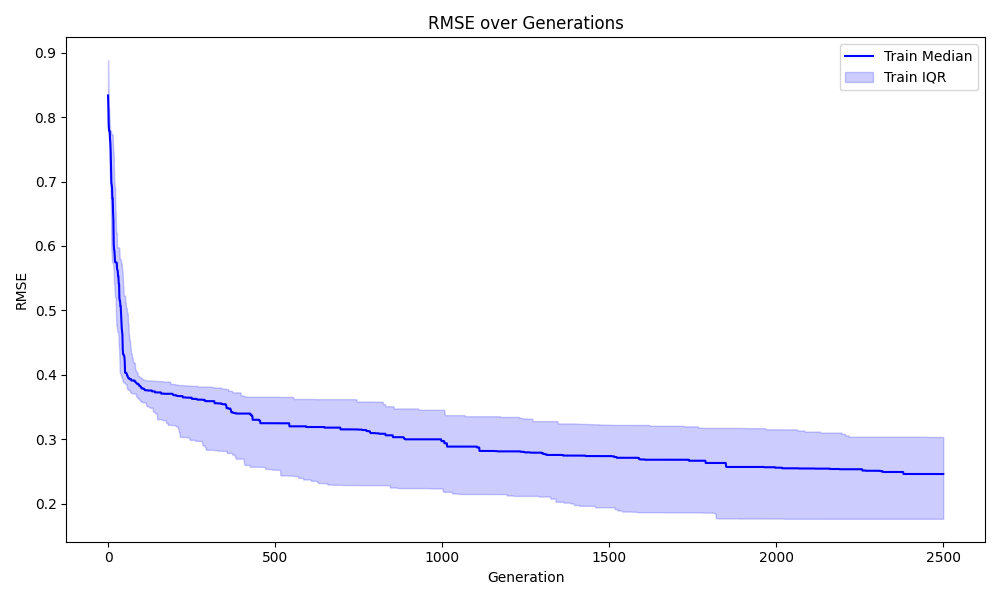 RMSE over Generations
Train Median
Train IQR
RMSE
0.9
0.8
0.7
0.6
0.5
0.4
0.3
0.2
0 500 1000 1500 2000 2500
Generation